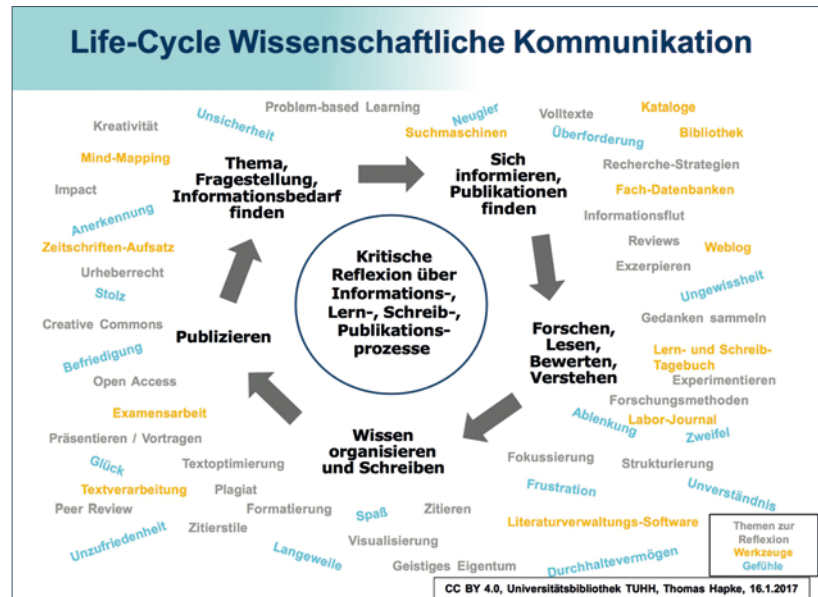 Life-Cycle Wissenschaftliche Kommunikation
Problem-based Learning
Neugier
Volltexte
Kataloge
Kreativität
Unsicherheit
Suchmaschinen
Überforderung
Bibliothek
Mind-Mapping
Thema,
Fragestellung,
Informationsbedarf
finden
Sich
informieren,
Publikationen
finden
Recherche-Strategien
Impact
Fach-Datenbanken
Anerkennung
Informationsflut
Zeitschriften-Aufsatz
Reviews
Weblog
Urheberrecht
Exzerpieren
Stolz
Ungewissheit
Kritische
Reflexion über
Informations-,
Lern-, Schreib-,
Publikations-
prozesse
Creative Commons
Publizieren
Forschen,
Lesen,
Bewerten,
Verstehen
Gedanken sammeln
Befriedigung
Lern- und Schreib-
Tagebuch
Open Access
Experimentieren
Forschungsmethoden
Examensarbeit
Ablenkung
Labor-Journal
Präsentieren / Vortragen
Wissen
organisieren
und Schreiben
Zweifel
Glück
Textoptimierung
Fokussierung
Strukturierung
Textverarbeitung
Plagiat
Frustration
Unverständnis
Peer Review
Formatierung
Spaß
Zitieren
Unzufriedenheit
Zitierstile
Literaturverwaltungs-Software
Langeweile
Visualisierung
Geistiges Eigentum
Durchhaltevermögen
Themen zur
Reflexion
Werkzeuge
Gefühle
CC BY 4.0, Universitätsbibliothek TUHH, Thomas Hapke, 16.1.2017